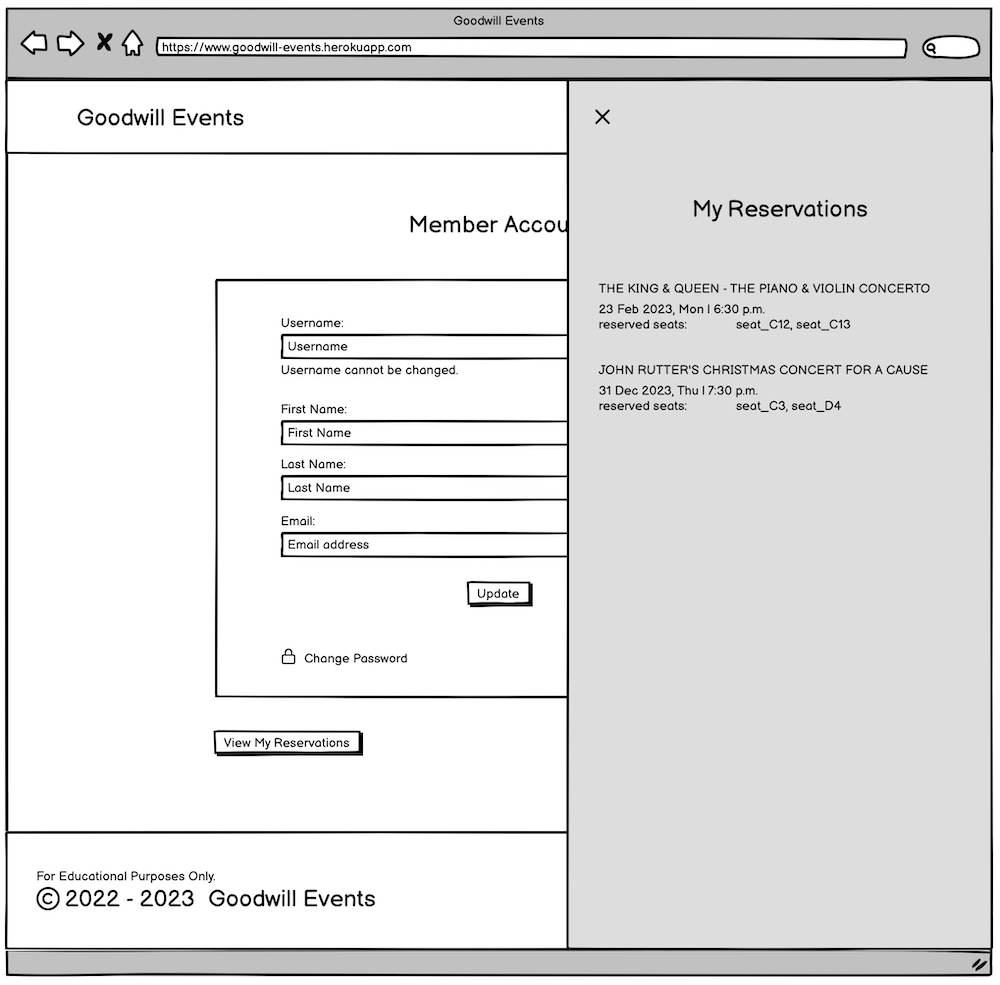 Goodwill Events
https://www.goodwill-events.herokuapp.com
Goodwill Events
Member Accou
Username:
Username
Username cannot be changed.
First Name:
First Name
Last Name:
Last Name
Email:
Email address
Update
Change Password
View My Reservations
For Educational Purposes Only.
© 2022 - 2023 Goodwill Events
My Reservations
THE KING & QUEEN - THE PIANO & VIOLIN CONCERTO
23 Feb 2023, Mon | 6:30 p.m.
reserved seats: seat_C12, seat_C13
JOHN RUTTER'S CHRISTMAS CONCERT FOR A CAUSE
31 Dec 2023, Thu | 7:30 p.m.
reserved seats: seat_C3, seat_D4